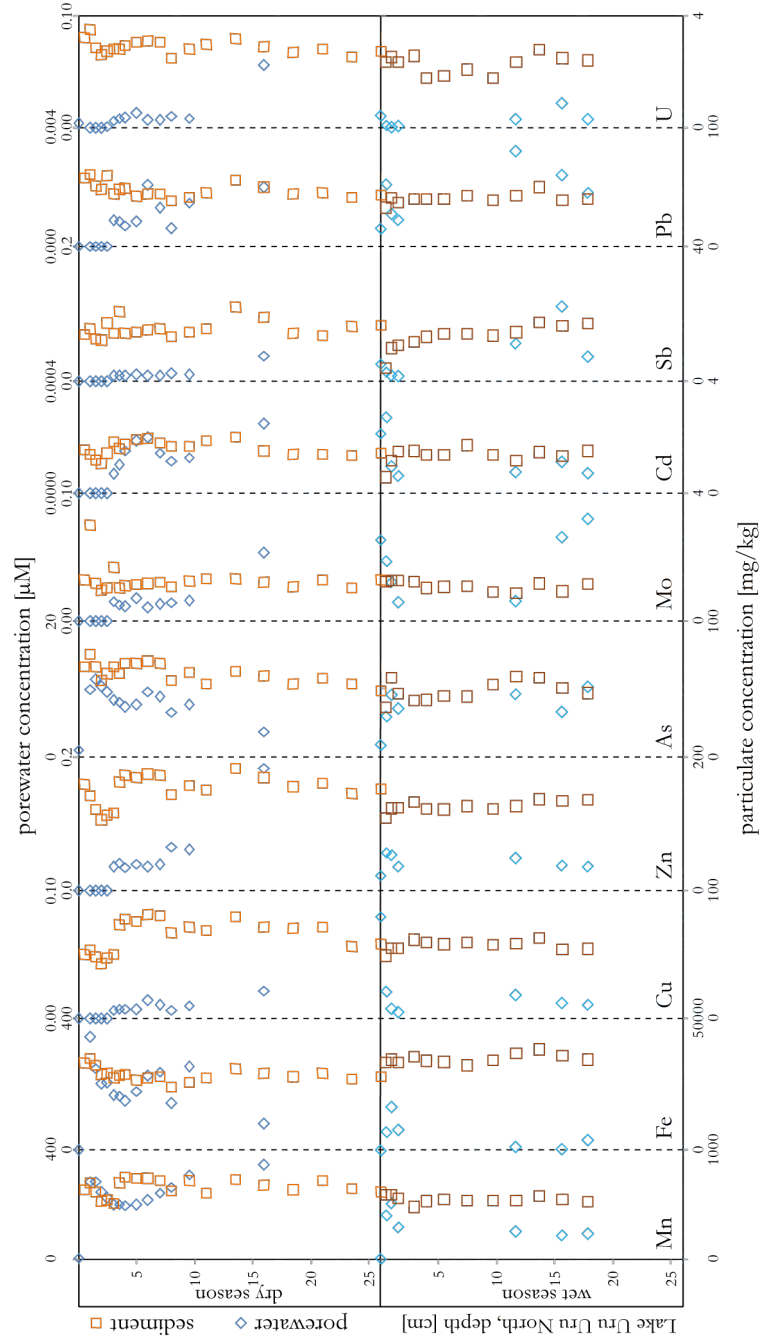 porewater concentration [µM]
0 400 400 0.00 0.10 0.0 0.2 0 20 0.00 0.10 0.0000 0.0004 0.0 0.2 0.000 0.004 0.00 0.10
sediment
porewater
dry season
5
10
15
20
25
Lake Uru Uru North, depth [cm]
wet season
5
10
15
20
25
Mn Fe Cu Zn As Mo Cd Sb Pb U
0 1000 50000 0 100 200 100 0 4 0 4 0 40 100 0 4
particulate concentration [mg/kg]